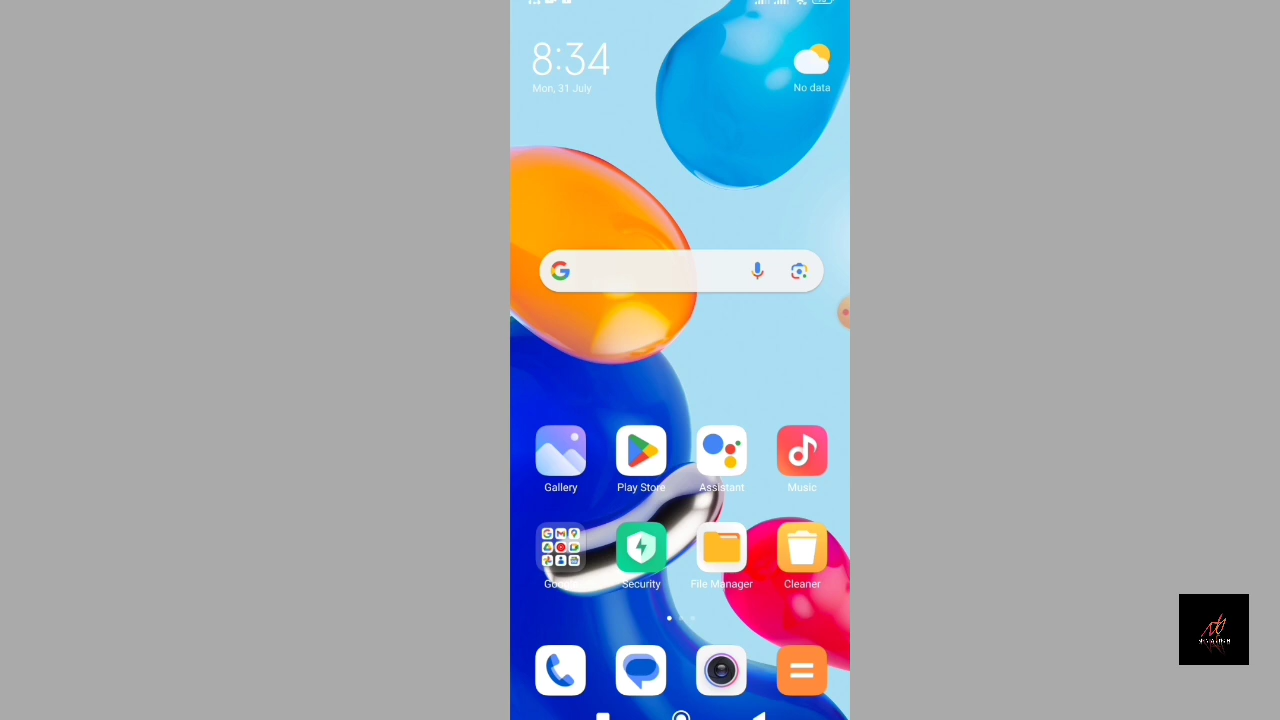 8:34
Mon, 31 July
No data
Gallery
Play Store
Assistant
Music
Security
File Manager
Cleaner